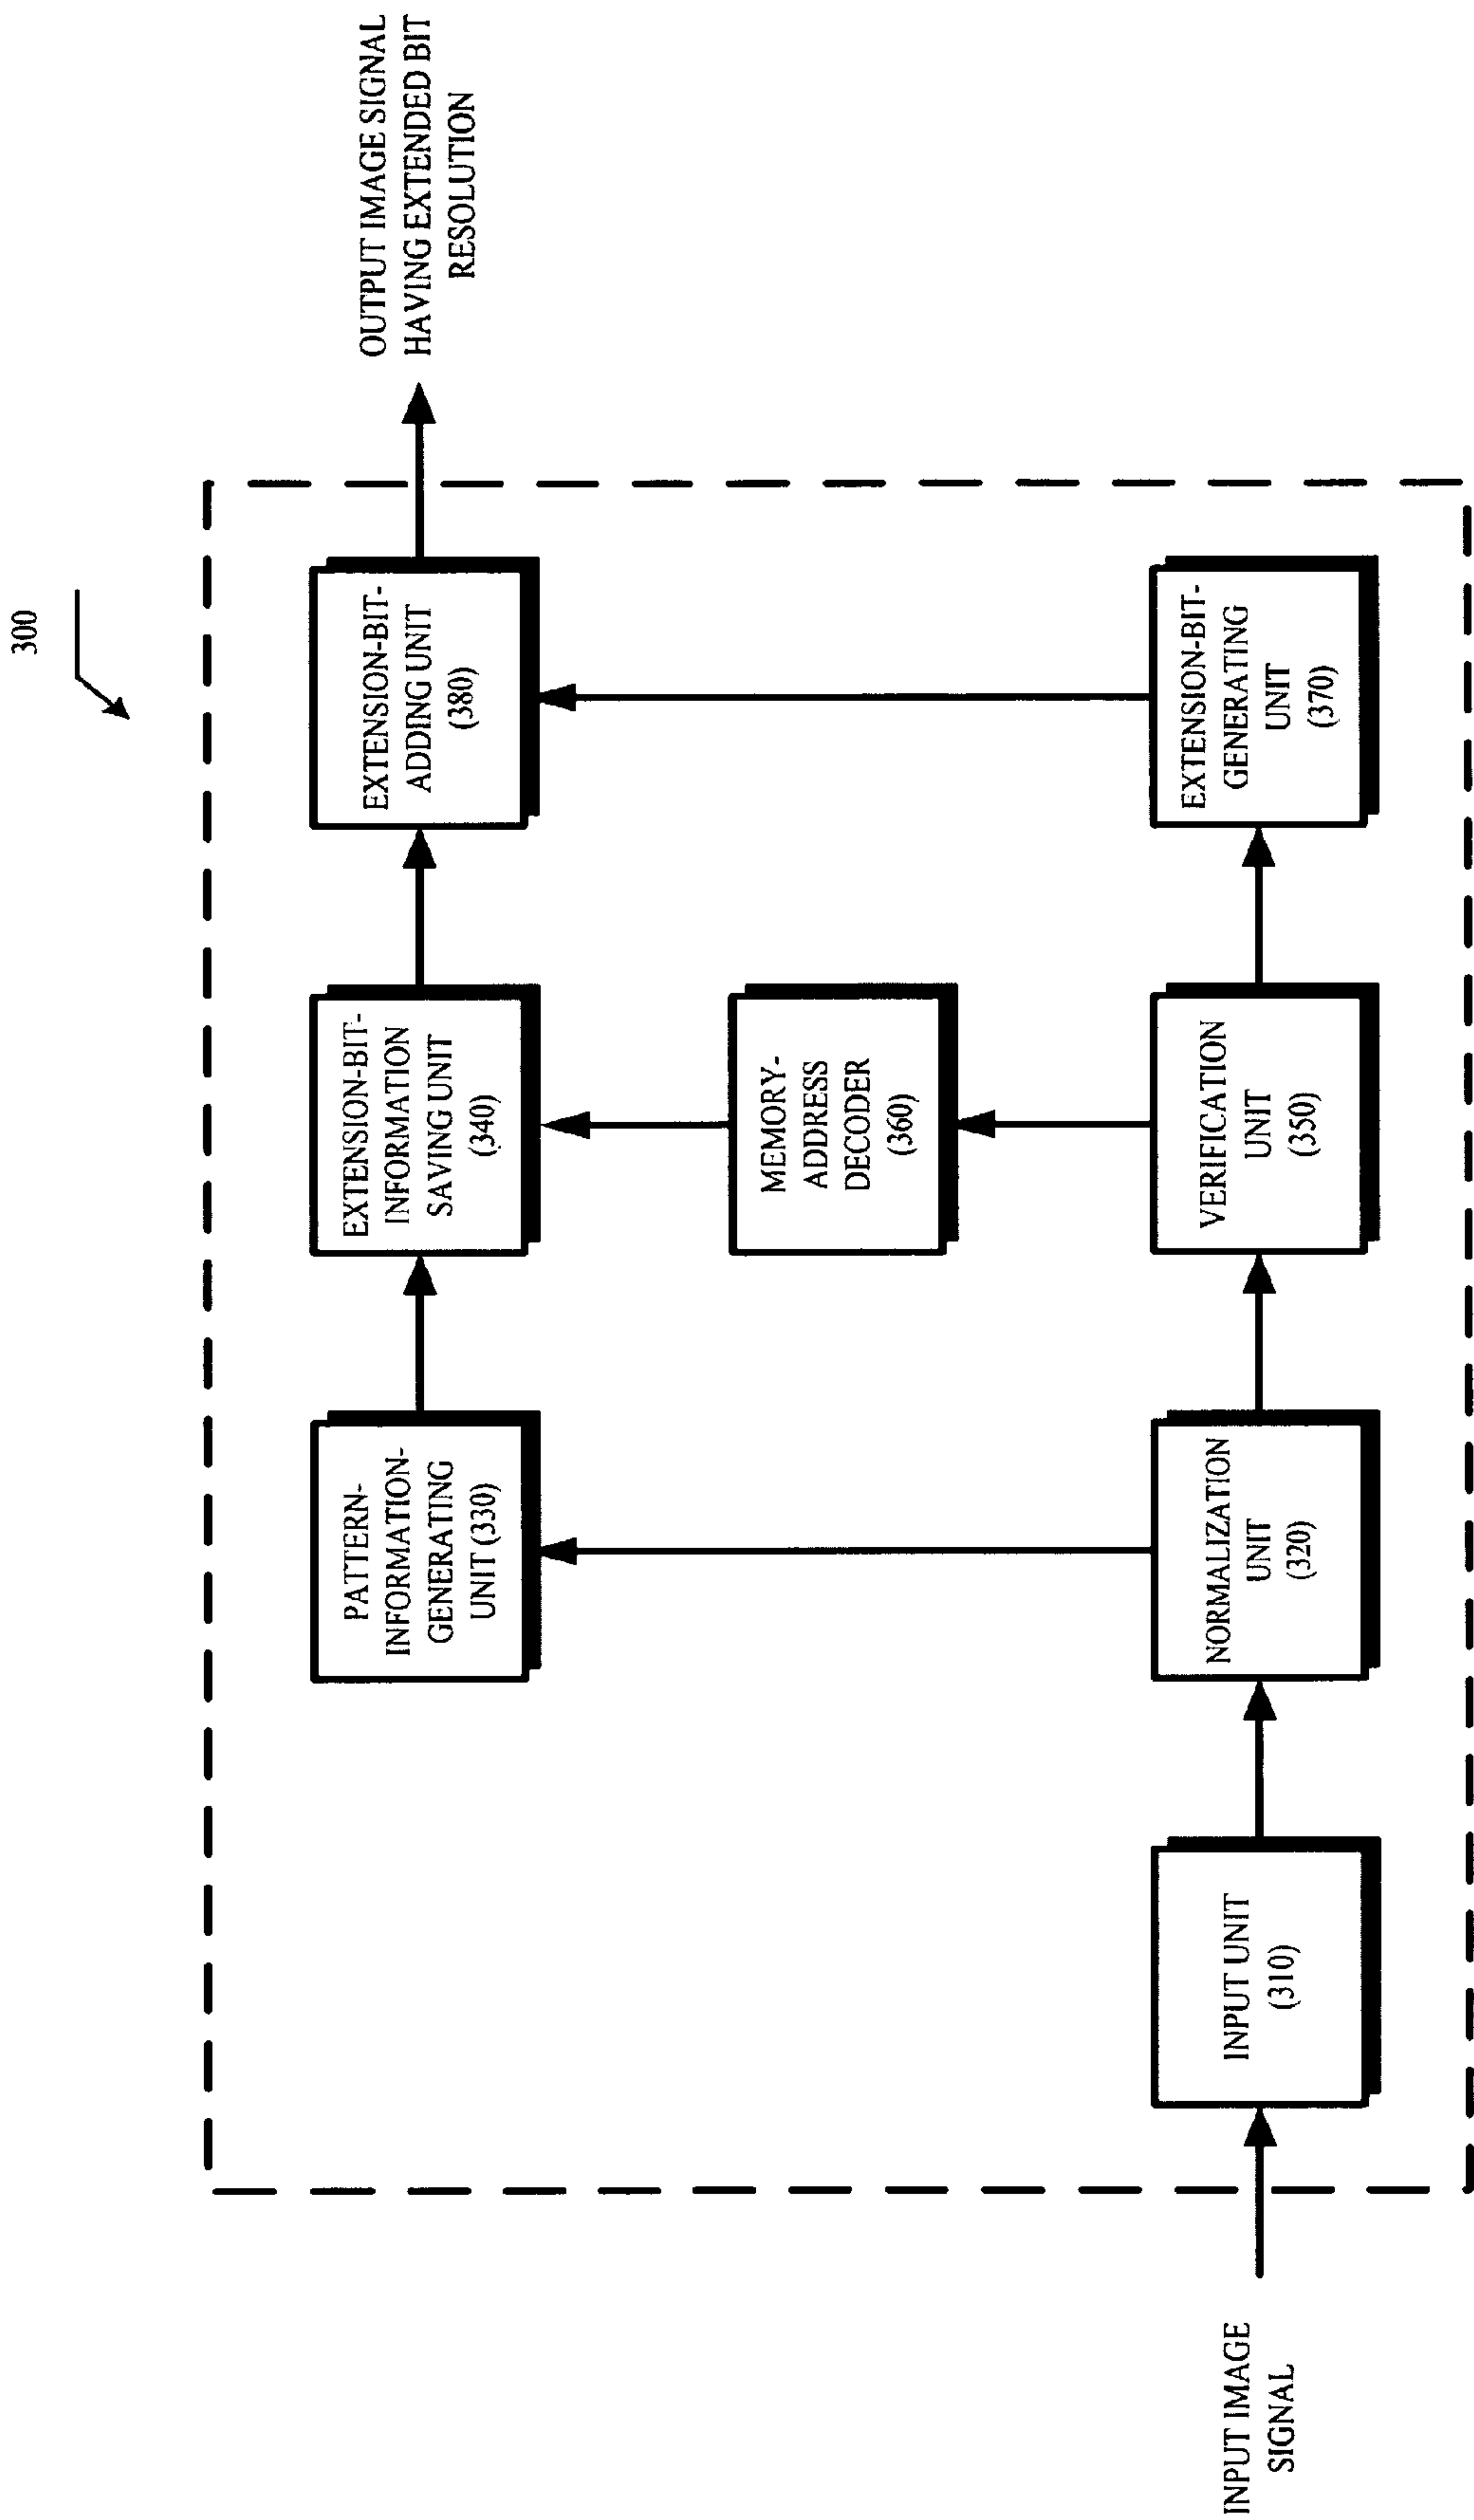 300
OUTPUT IMAGE SIGNAL
HAVING EXTENDED BIT
RESOLUTION
PATTERN-
INFORMATION-
GENERATING
UNIT (330)
EXTENSION-BIT-
INFORMATION
SAVING UNIT
(340)
EXTENSION-BIT-
ADDING UNIT
(380)
MEMORY-
ADDRESS
DECODER
(360)
INPUT IMAGE
SIGNAL
INPUT UNIT
(310)
NORMALIZATION
UNIT
(320)
VERIFICATION
UNIT
(350)
EXTENSION-BIT-
GENERATING
UNIT
(370)